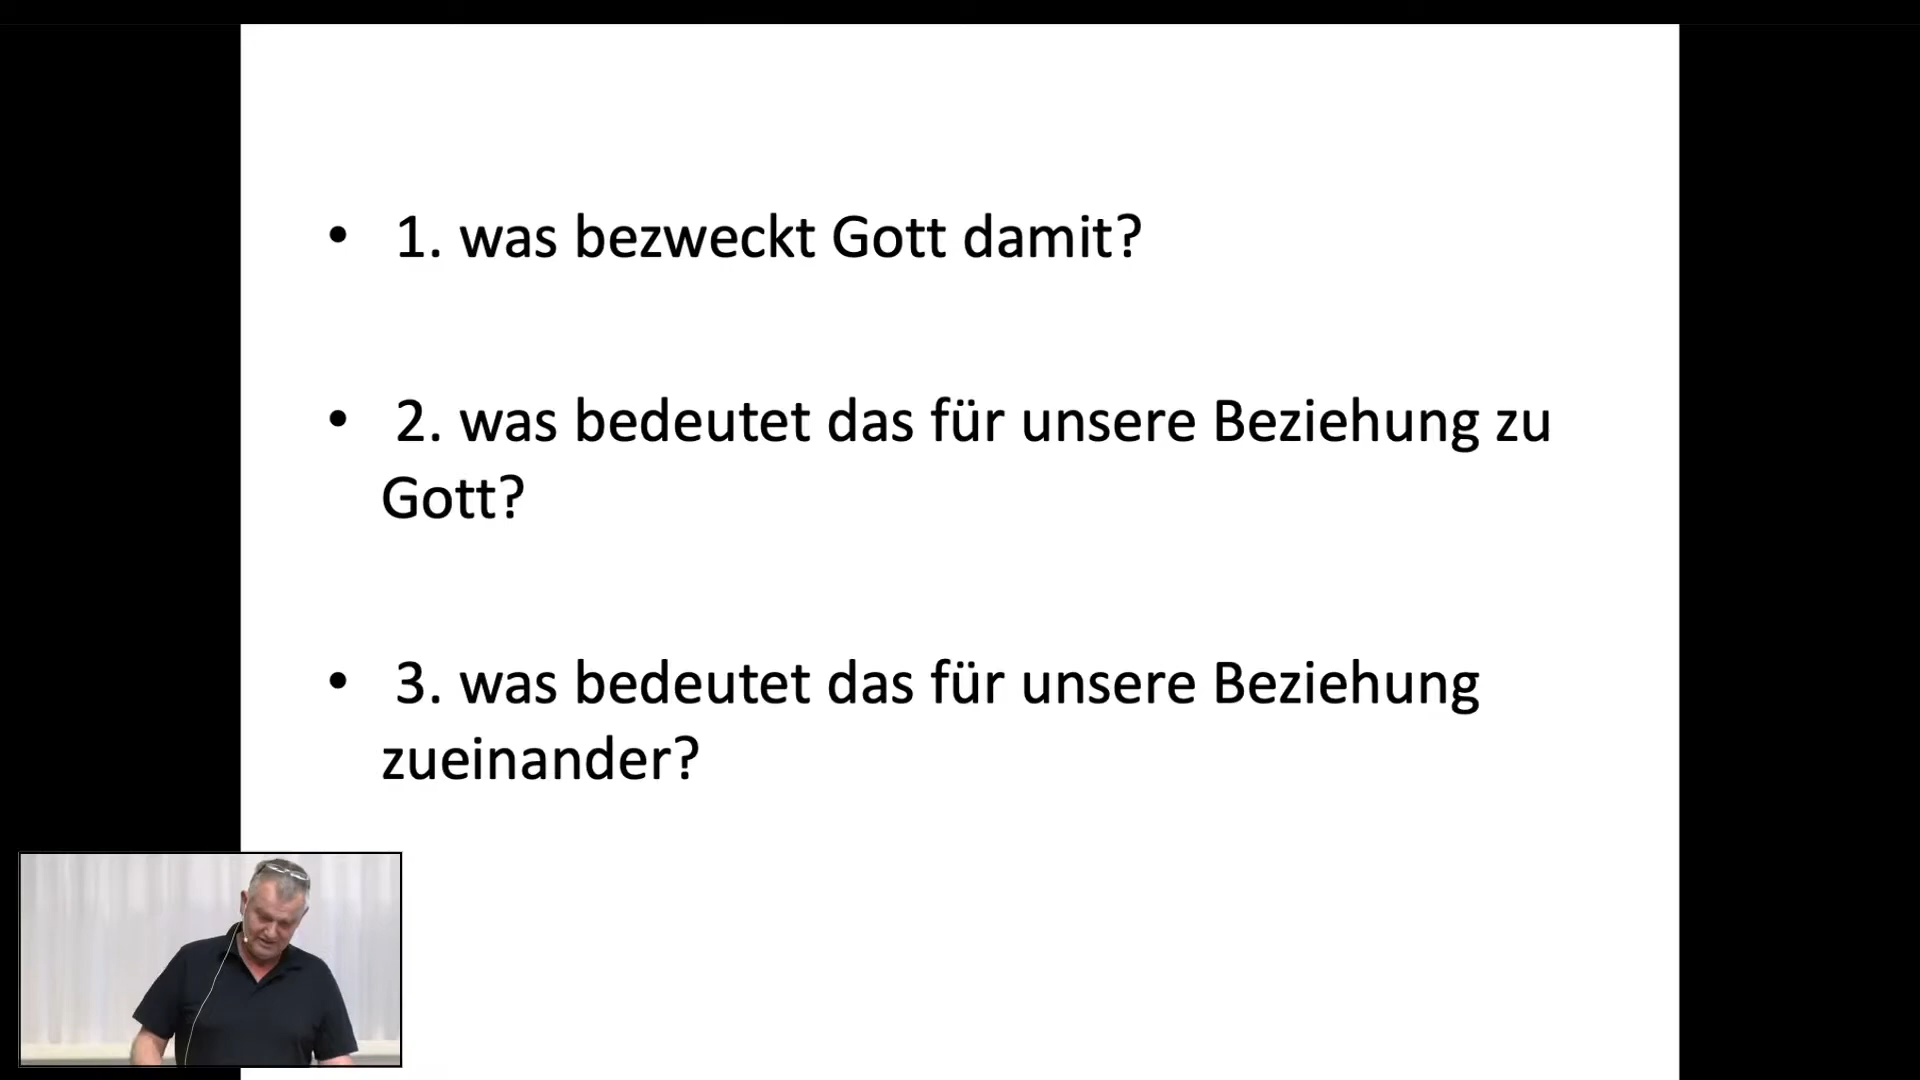 • 1. was bezweckt Gott damit?
• 2. was bedeutet das für unsere Beziehung zu
Gott?
• 3. was bedeutet das für unsere Beziehung
zueinander?